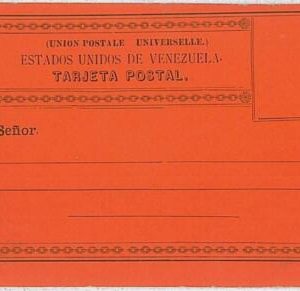 (UNION POSTALE UNIVERSELLE.)
ESTADOS UNIDOS DE VENEZUELA.
TARJETA POSTAL.
Señor.